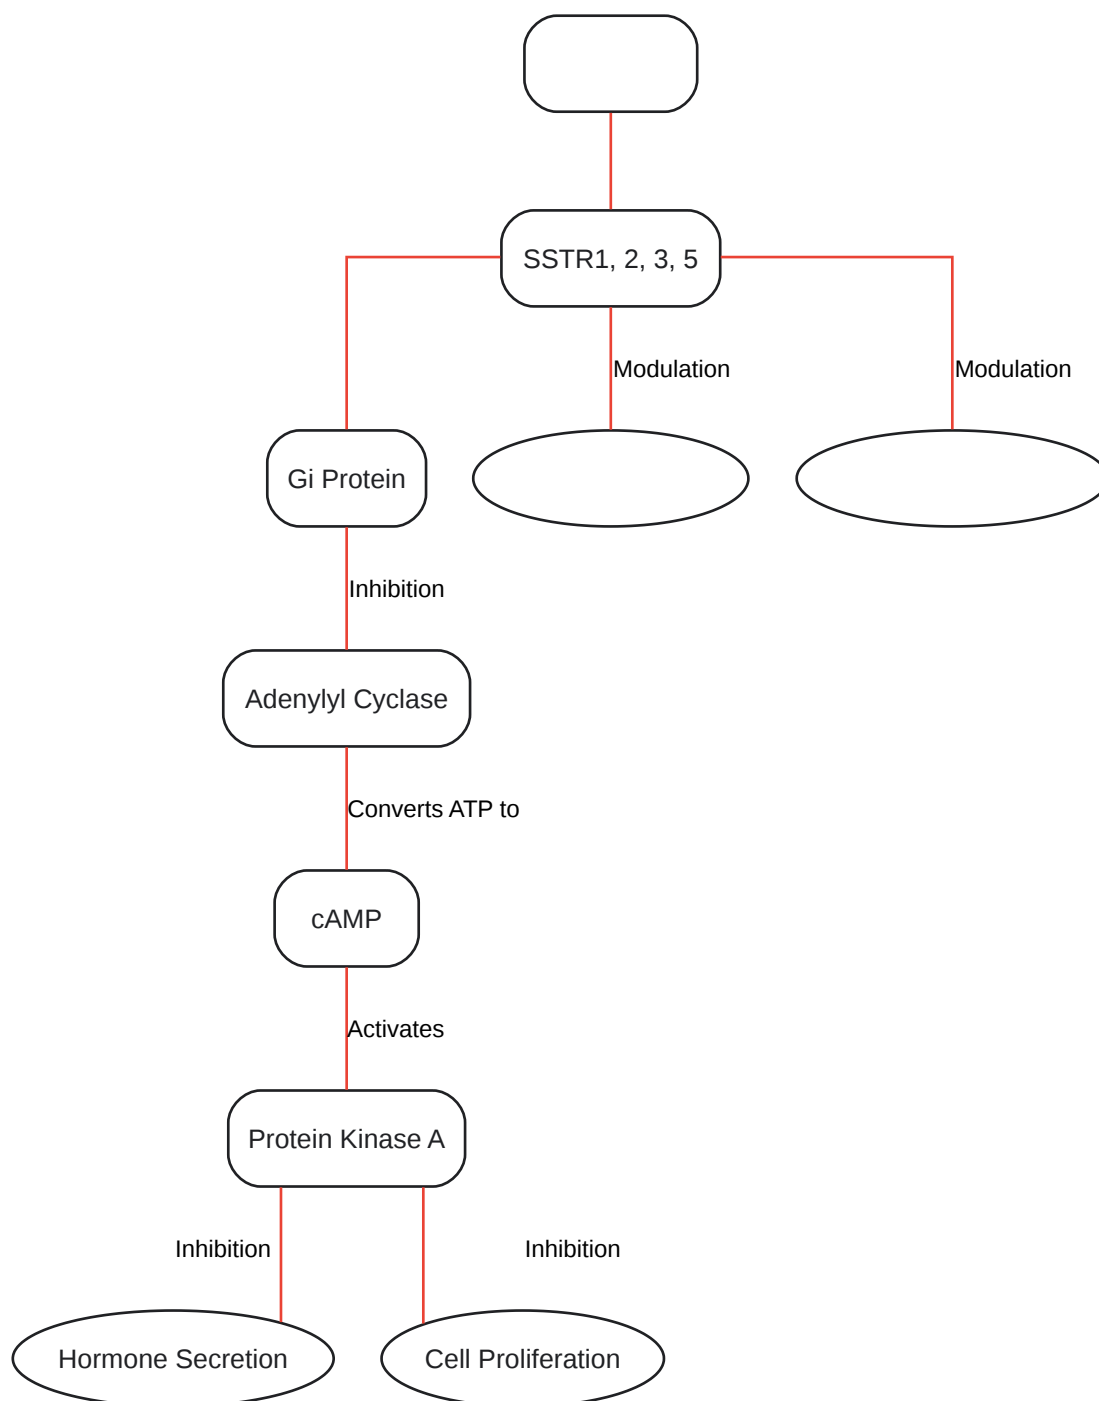 SSTR1, 2, 3, 5
Modulation
Modulation
Gi Protein
Inhibition
Adenylyl Cyclase
Converts ATP to
cAMP
Activates
Protein Kinase A
Inhibition
Inhibition
Hormone Secretion
Cell Proliferation